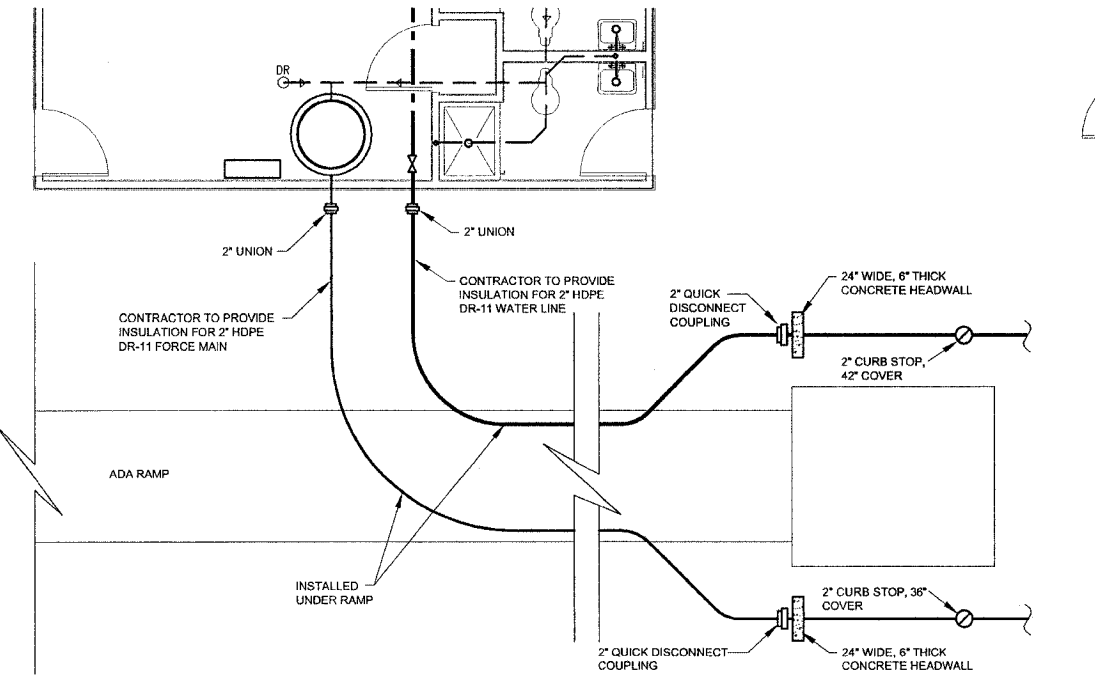 DR
2" UNION
2" UNION
CONTRACTOR TO PROVIDE
INSULATION FOR 2" HDPE
DR-11 WATER LINE
CONTRACTOR TO PROVIDE
INSULATION FOR 2" HDPE
DR-11 FORCE MAIN
24" WIDE, 6" THICK
CONCRETE HEADWALL
2" QUICK
DISCONNECT
COUPLING
2" CURB STOP,
42" COVER
ADA RAMP
INSTALLED
UNDER RAMP
2" CURB STOP, 36"
COVER
2" QUICK DISCONNECT
COUPLING
24" WIDE, 6" THICK
CONCRETE HEADWALL